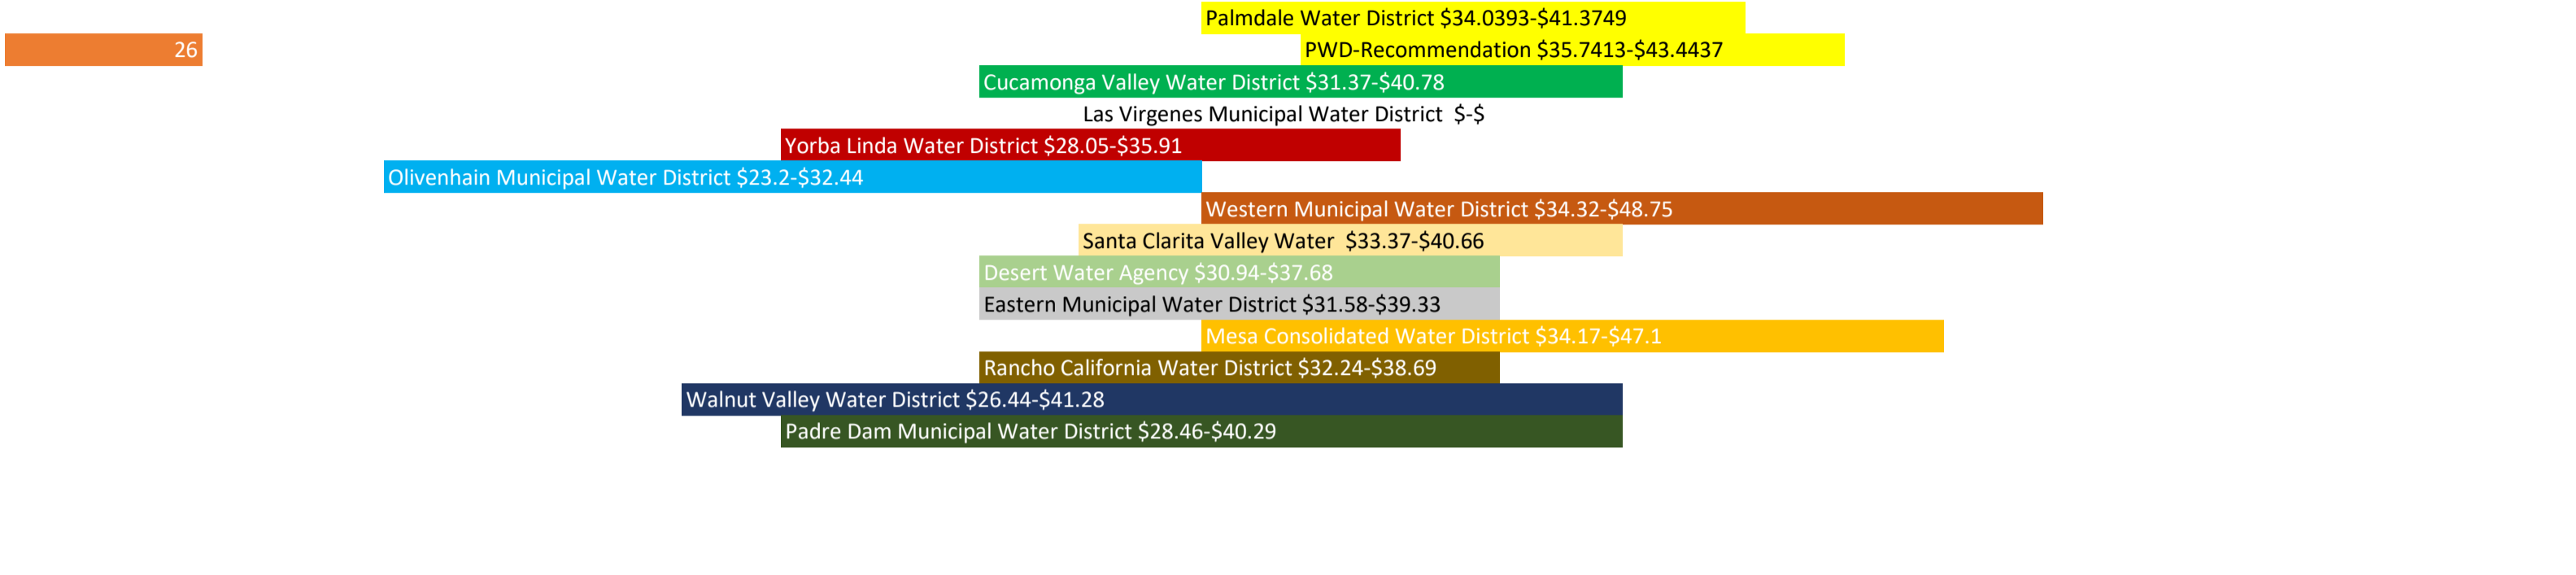 Palmdale Water District $34.0393-$41.3749
26
PWD-Recommendation $35.7413-$43.4437
Cucamonga Valley Water District $31.37-$40.78
Las Virgenes Municipal Water District $-$
Yorba Linda Water District $28.05-$35.91
Olivenhain Municipal Water District $23.2-$32.44
Western Municipal Water District $34.32-$48.75
Santa Clarita Valley Water $33.37-$40.66
Desert Water Agency $30.94-$37.68
Eastern Municipal Water District $31.58-$39.33
Mesa Consolidated Water District $34.17-$47.1
Rancho California Water District $32.24-$38.69
Walnut Valley Water District $26.44-$41.28
Padre Dam Municipal Water District $28.46-$40.29